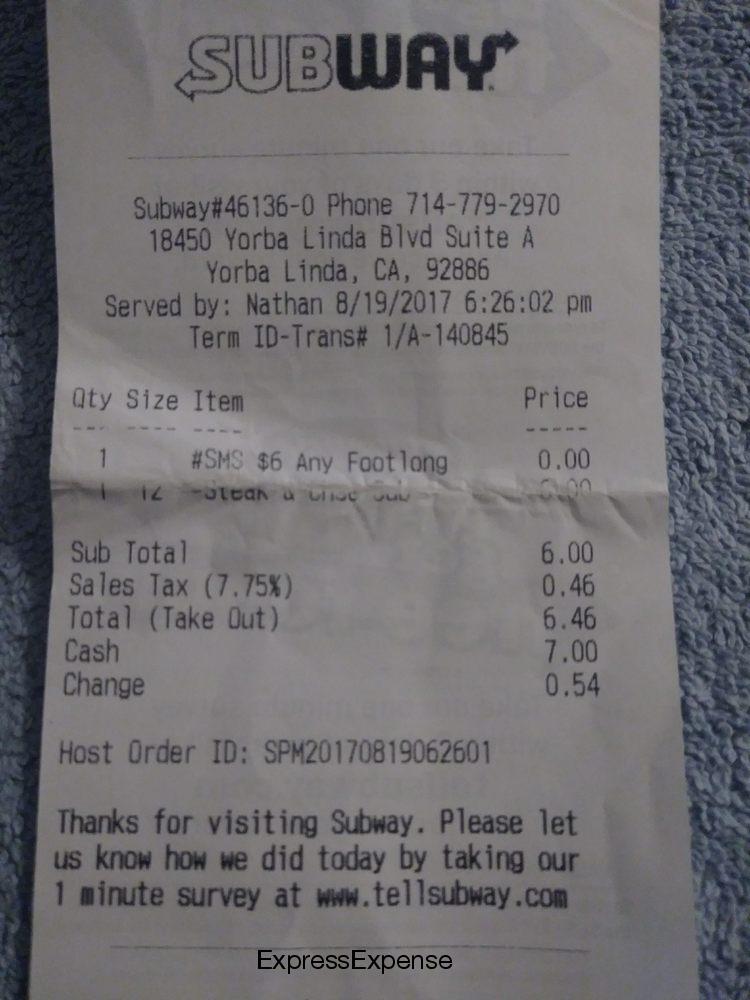 SUBWAY
Subway#46136-0 Phone 714-779-2970
18450 Yorba Linda Blvd Suite A
Yorba Linda, CA, 92886
Served by: Nathan 8/19/2017 6:26:02 pm
Term ID-Trans# 1/A-140845
Qty Size Item Price
--- ---- ---- -----
1 #SMS $6 Any Footlong 0.00
1 12 -Steak & Sub
Sub Total 6.00
Sales Tax (7.75%) 0.46
Total (Take Out) 6.46
Cash 7.00
Change 0.54
Host Order ID: SPM20170819062601
Thanks for visiting Subway. Please let
us know how we did today by taking our
1 minute survey at www.tellsubway.com
ExpressExpense